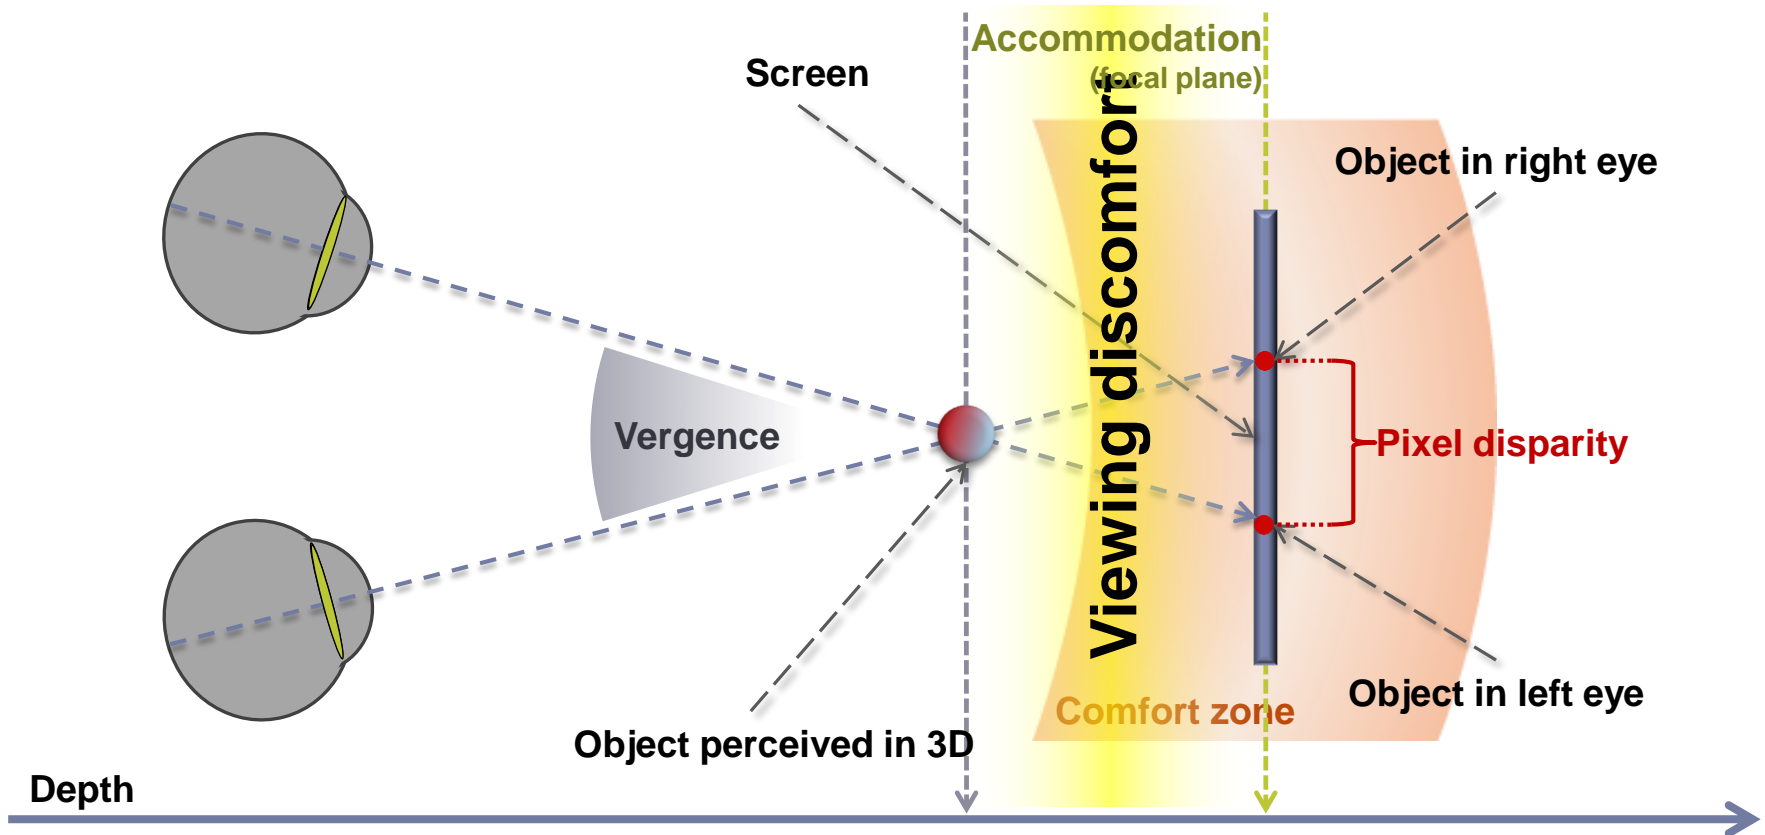 Accommodation
(focal plane)
Screen
Viewing discomfort
Object in right eye
Vergence
Pixel disparity
Object in left eye
Comfort zone
Object perceived in 3D
Depth